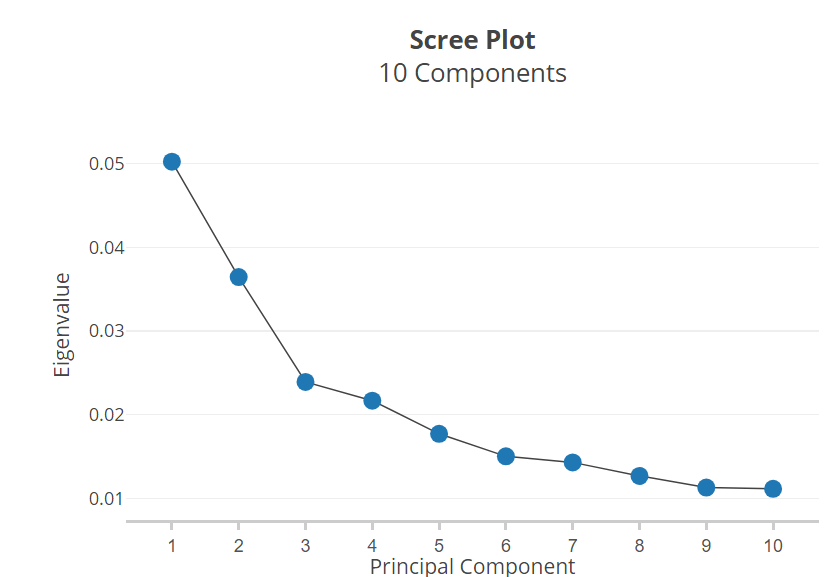 Scree Plot
10 Components
0.05
0.04
0.03
0.02
0.01
Eigenvalue
1 2 3 4 5 6 7 8 9 10
Principal Component